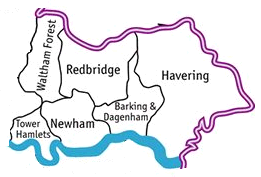 Waltham Forest
Redbridge
Havering
Barking &
Dagenham
Tower
Hamlets
Newham